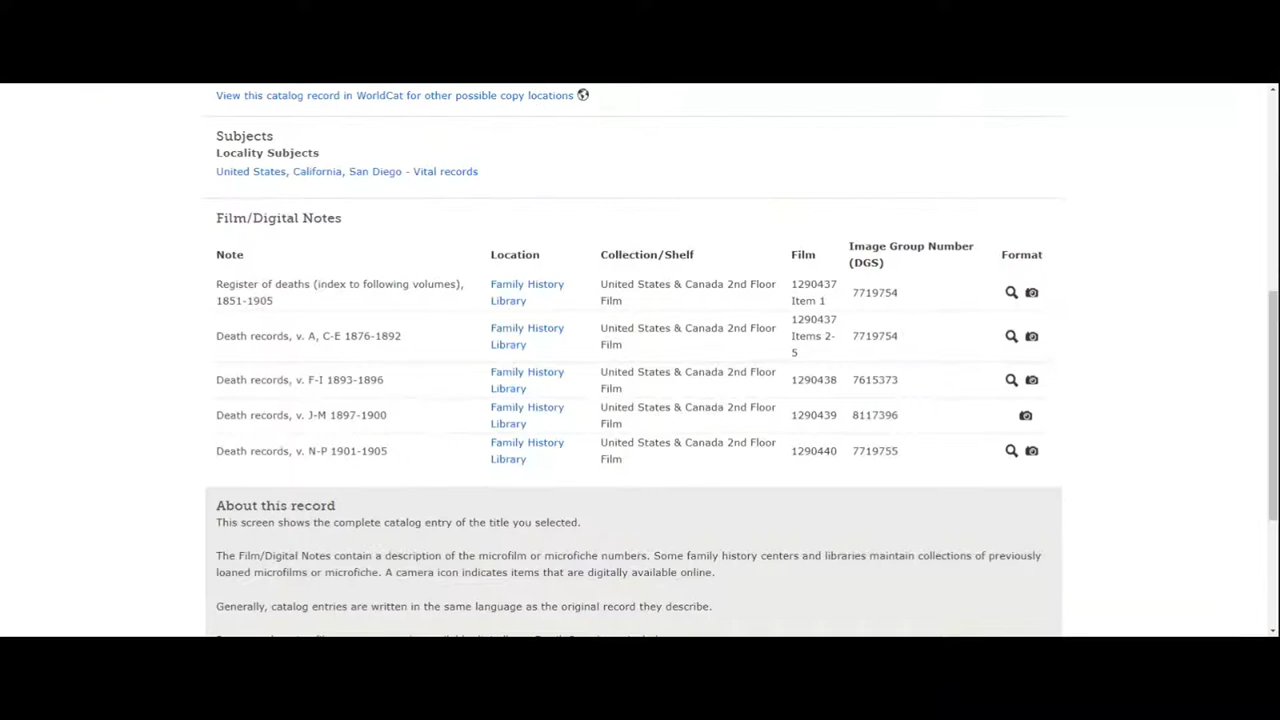 View this catalog record in WorldCat for other possible copy locations
Subjects
Locality Subjects
United States, California, San Diego - Vital records
Film/Digital Notes
Note Location Collection/Shelf Film Image Group Number (DGS) Format
Register of deaths (index to following volumes), 1851-1905 Family History Library United States & Canada 2nd Floor Film 1290437 Item 1 7719754
Death records, v. A, C-E 1876-1892 Family History Library United States & Canada 2nd Floor Film 1290437 Items 2-5 7719754
Death records, v. F-I 1893-1896 Family History Library United States & Canada 2nd Floor Film 1290438 7615373
Death records, v. J-M 1897-1900 Family History Library United States & Canada 2nd Floor Film 1290439 8117396
Death records, v. N-P 1901-1905 Family History Library United States & Canada 2nd Floor Film 1290440 7719755
About this record
This screen shows the complete catalog entry of the title you selected.
The Film/Digital Notes contain a description of the microfilm or microfiche numbers. Some family history centers and libraries maintain collections of previously
loaned microfilms or microfiche. A camera icon indicates items that are digitally available online.
Generally, catalog entries are written in the same language as the original record they describe.